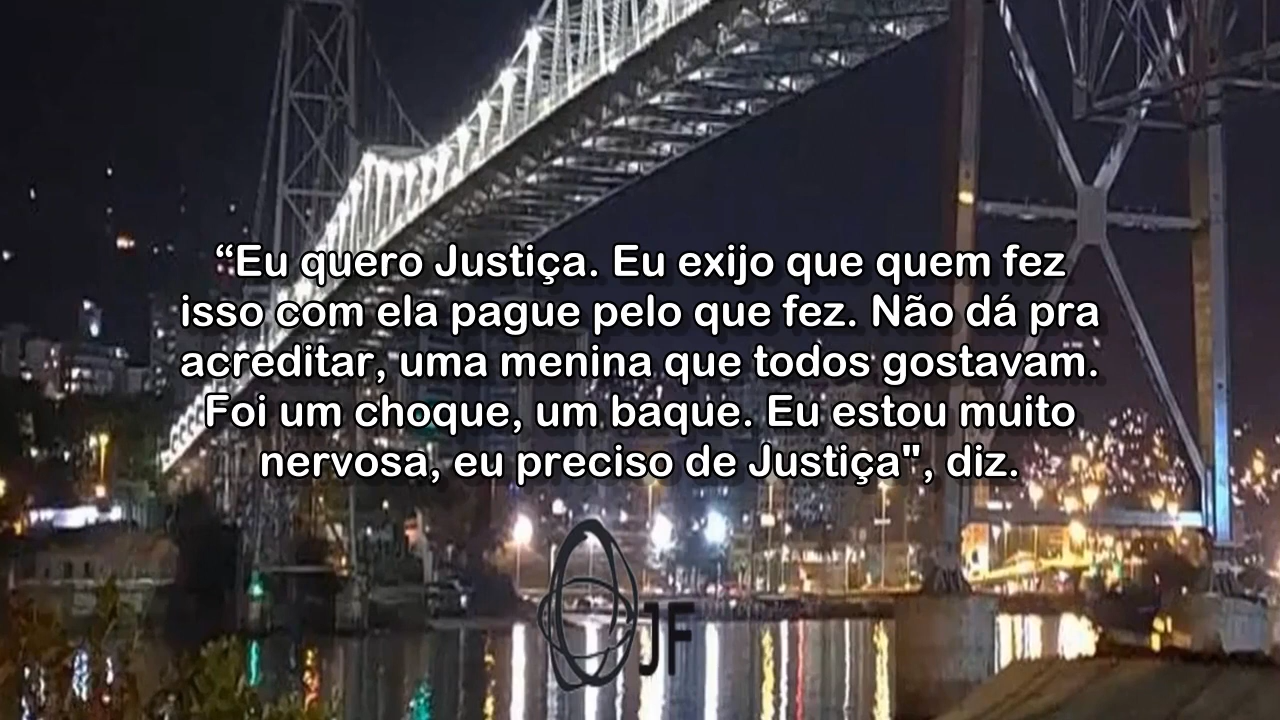 “Eu quero Justiça. Eu exijo que quem fez
isso com ela pague pelo que fez. Não dá pra
acreditar, uma menina que todos gostavam.
Foi um choque, um baque. Eu estou muito
nervosa, eu preciso de Justiça", diz.
JF